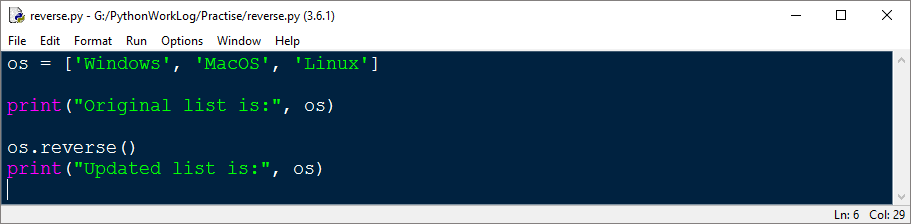 reverse.py - G:/PythonWorkLog/Practise/reverse.py (3.6.1)
File Edit Format Run Options Window Help
os = ['Windows', 'MacOS', 'Linux']
print("Original list is:", os)
os.reverse()
print("Updated list is:", os)
Ln: 6 Col: 29